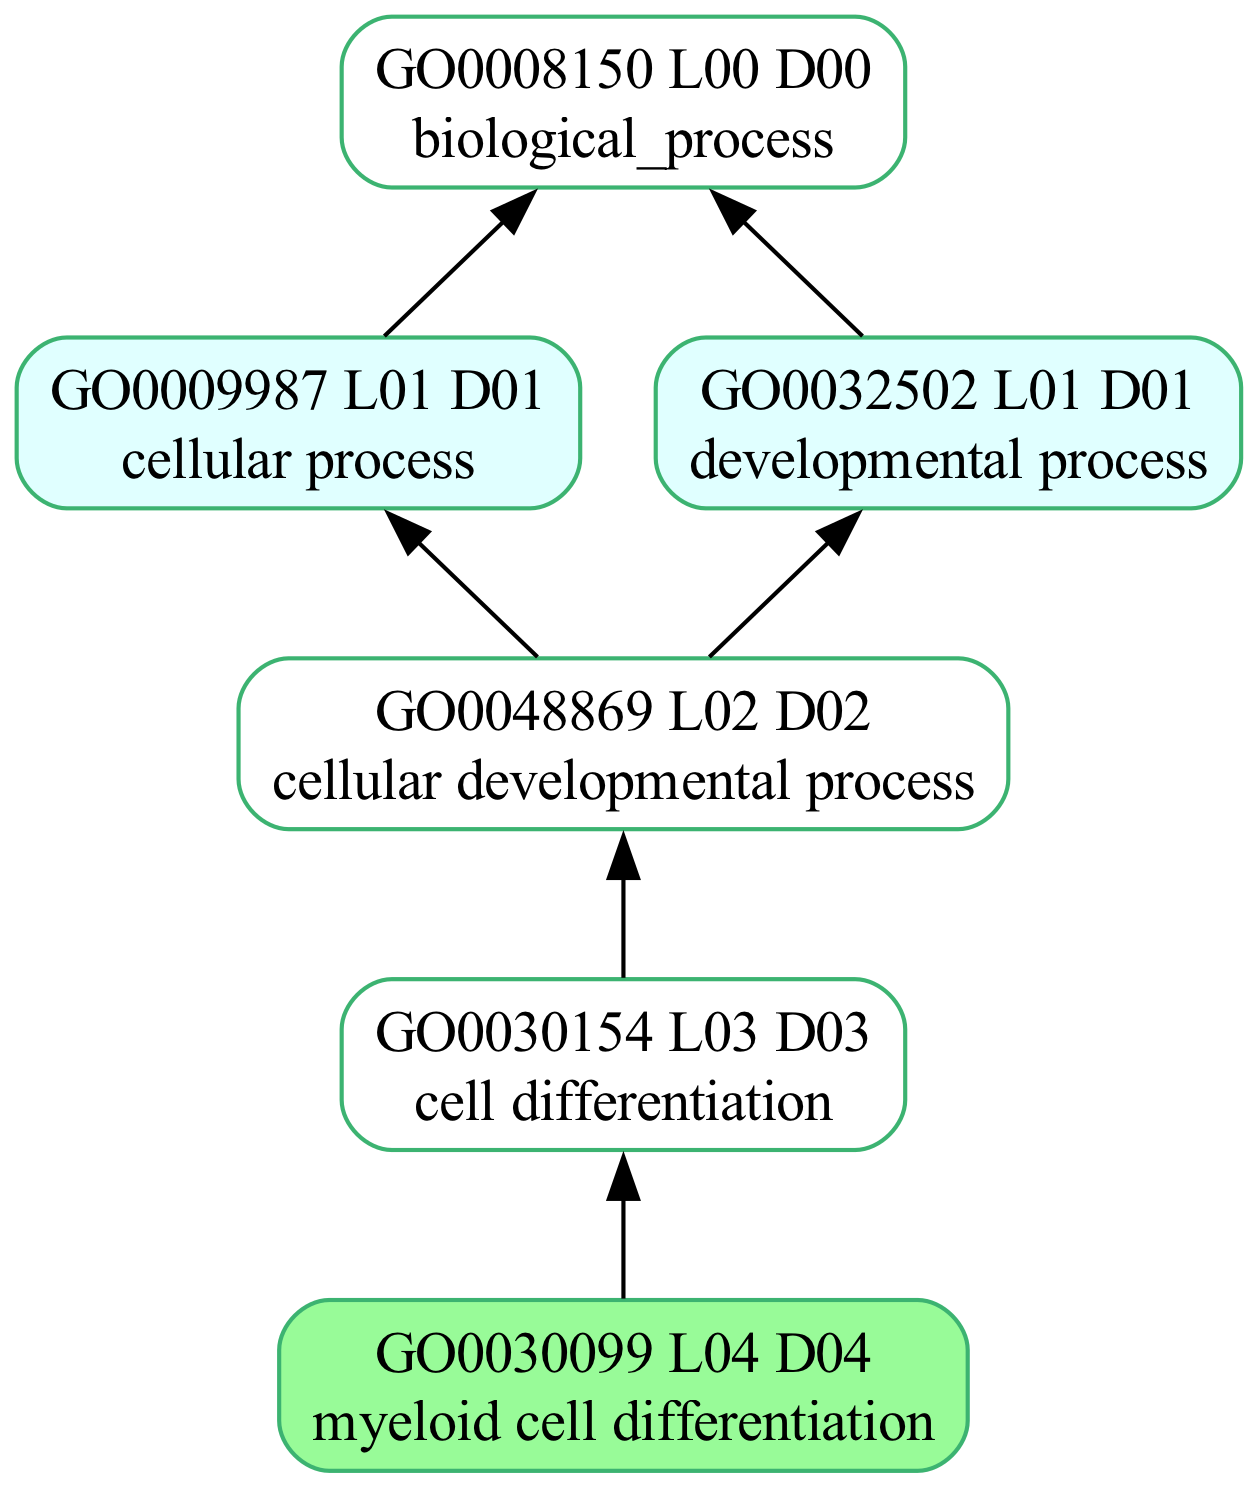 GO0008150 L00 D00
biological_process
GO0009987 L01 D01
cellular process
GO0032502 L01 D01
developmental process
GO0048869 L02 D02
cellular developmental process
GO0030154 L03 D03
cell differentiation
GO0030099 L04 D04
myeloid cell differentiation